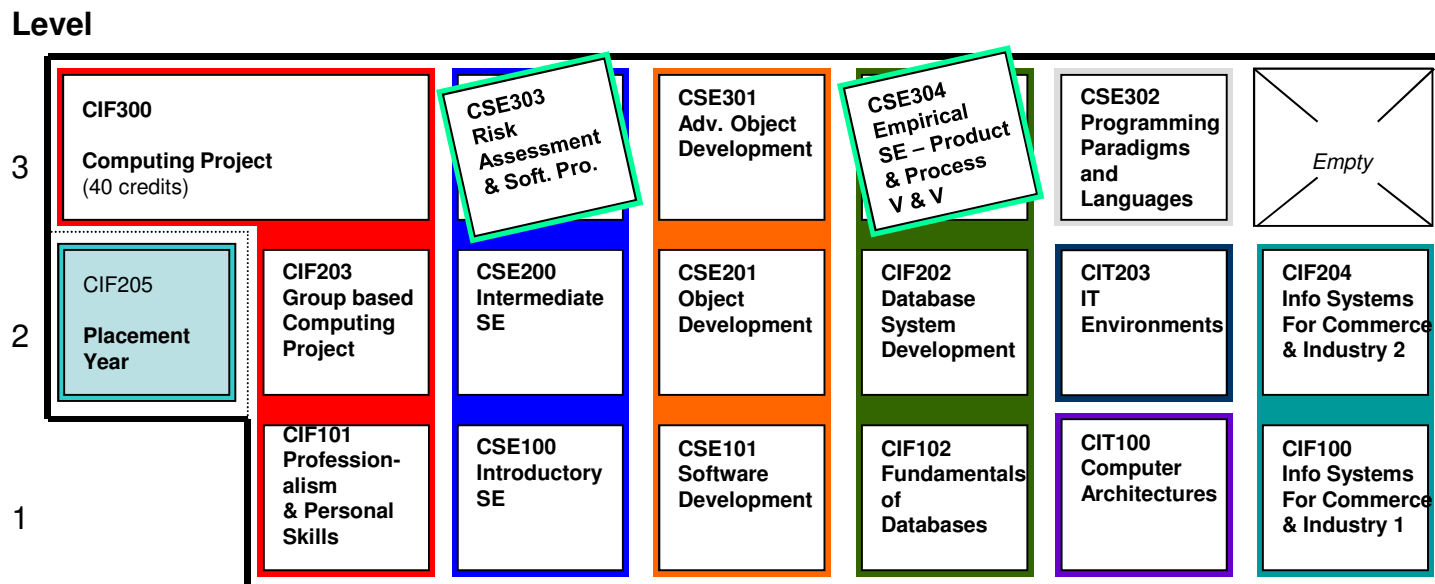 Level
3
CIF300
Computing Project
(40 credits)
CSE303
Risk
Assessment
& Soft. Pro.
CSE301
Adv. Object
Development
CSE304
Empirical
SE – Product
& Process
V & V
CSE302
Programming
Paradigms
and
Languages
Empty
2
CIF205
Placement
Year
CIF203
Group based
Computing
Project
CSE200
Intermediate
SE
CSE201
Object
Development
CIF202
Database
System
Development
CIT203
IT
Environments
CIF204
Info Systems
For Commerce
& Industry 2
1
CIF101
Profession-
alism
& Personal
Skills
CSE100
Introductory
SE
CSE101
Software
Development
CIF102
Fundamentals
of
Databases
CIT100
Computer
Architectures
CIF100
Info Systems
For Commerce
& Industry 1